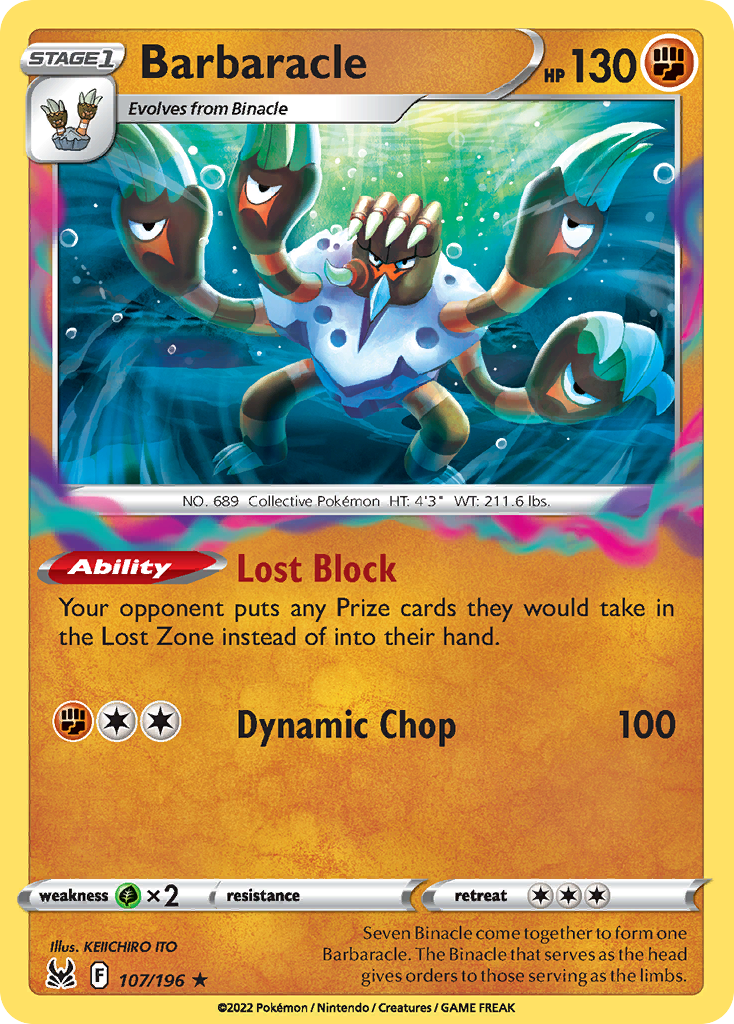 STAGE1
Barbaracle
HP 130
Evolves from Binacle
NO. 689 Collective Pokémon HT: 4'3" WT: 211.6 lbs.
Ability Lost Block
Your opponent puts any Prize cards they would take in
the Lost Zone instead of into their hand.
Dynamic Chop 100
weakness ×2 resistance retreat
Illus. KEIICHIRO ITO
Seven Binacle come together to form one
Barbaracle. The Binacle that serves as the head
gives orders to those serving as the limbs.
F 107/196 ★
©2022 Pokémon / Nintendo / Creatures / GAME FREAK